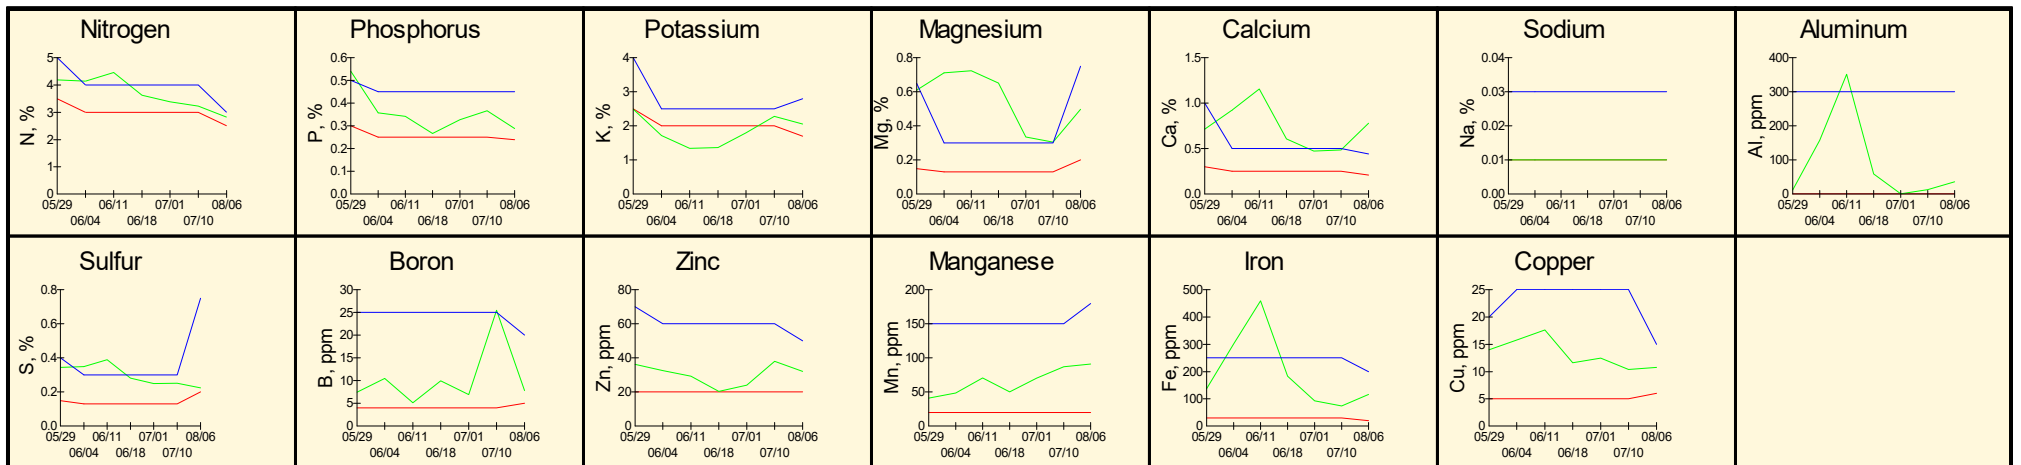 Nitrogen
N, %
5
4
3
2
1
0
05/29 06/11 07/01 08/06
06/04 06/18 07/10
Phosphorus
P, %
0.6
0.5
0.4
0.3
0.2
0.1
0.0
05/29 06/11 07/01 08/06
06/04 06/18 07/10
Potassium
K, %
4
3
2
1
0
05/29 06/11 07/01 08/06
06/04 06/18 07/10
Magnesium
Mg, %
0.8
0.6
0.4
0.2
0.0
05/29 06/11 07/01 08/06
06/04 06/18 07/10
Calcium
Ca, %
1.5
1.0
0.5
0.0
05/29 06/11 07/01 08/06
06/04 06/18 07/10
Sodium
Na, %
0.04
0.03
0.02
0.01
0.00
05/29 06/11 07/01 08/06
06/04 06/18 07/10
Aluminum
Al, ppm
400
300
200
100
0
05/29 06/11 07/01 08/06
06/04 06/18 07/10
Sulfur
S, %
0.8
0.6
0.4
0.2
0.0
05/29 06/11 07/01 08/06
06/04 06/18 07/10
Boron
B, ppm
30
25
20
15
10
5
0
05/29 06/11 07/01 08/06
06/04 06/18 07/10
Zinc
Zn, ppm
80
60
40
20
0
05/29 06/11 07/01 08/06
06/04 06/18 07/10
Manganese
Mn, ppm
200
150
100
50
0
05/29 06/11 07/01 08/06
06/04 06/18 07/10
Iron
Fe, ppm
500
400
300
200
100
0
05/29 06/11 07/01 08/06
06/04 06/18 07/10
Copper
Cu, ppm
25
20
15
10
5
0
05/29 06/11 07/01 08/06
06/04 06/18 07/10